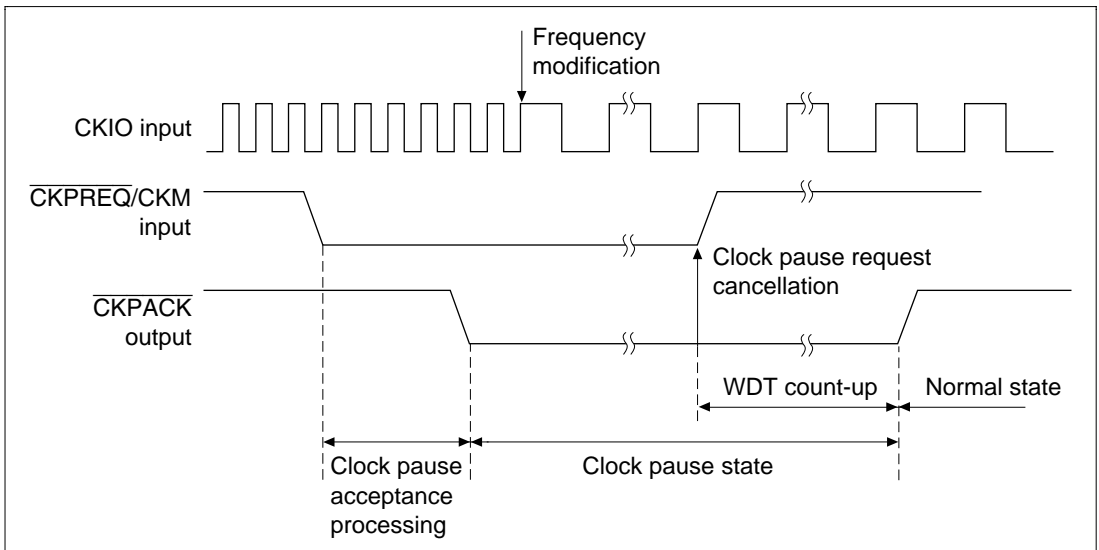 Frequency
modification
CKIO input
CKPREQ/CKM
input
Clock pause request
cancellation
CKPACK
output
WDT count-up
Normal state
Clock pause
acceptance
processing
Clock pause state